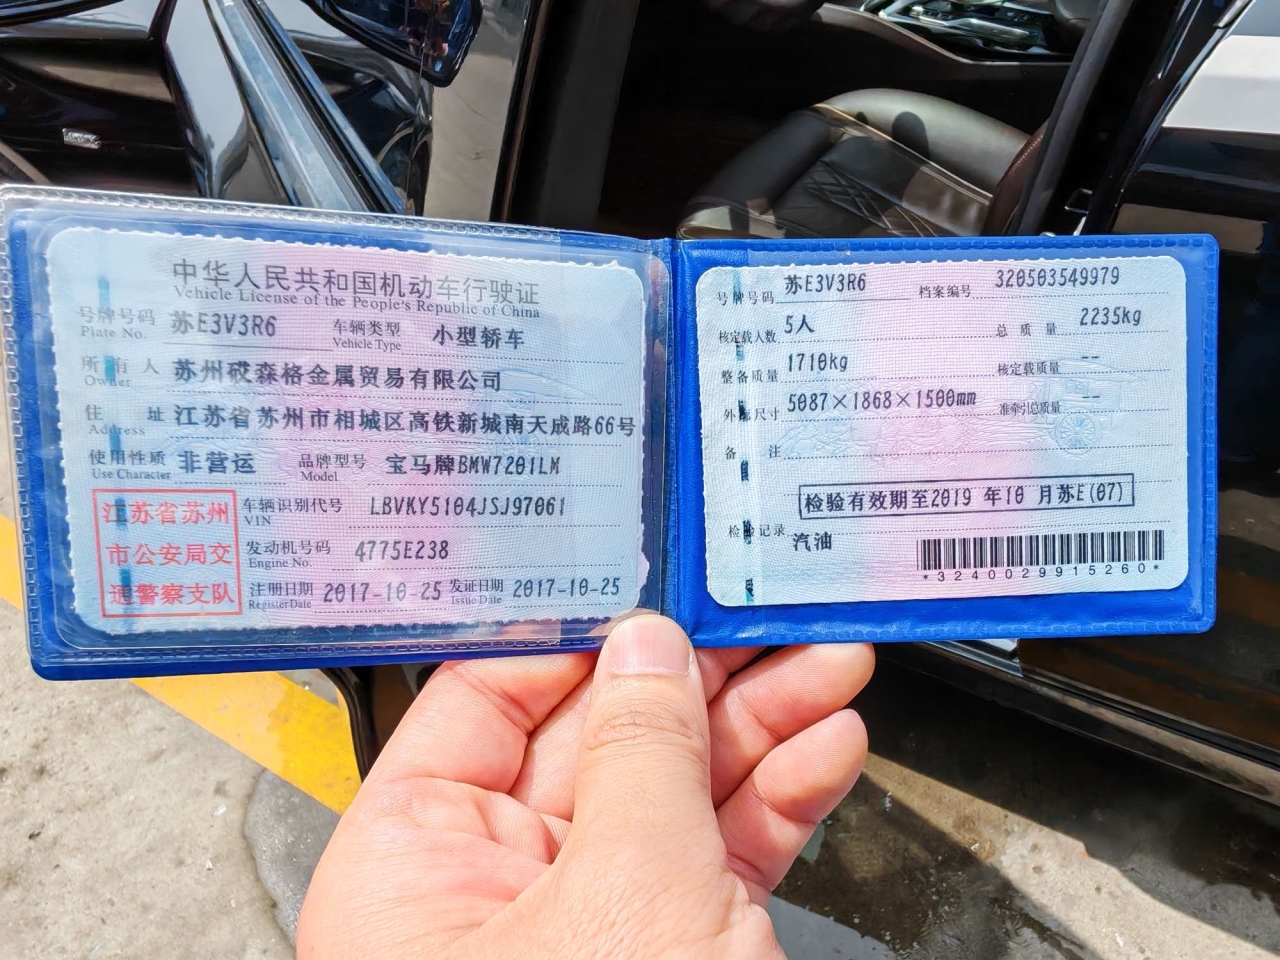 中华人民共和国机动车行驶证
Vehicle License of the People's Republic of China
号牌号码 苏E3V3R6 车辆类型 小型轿车
Plate No. Vehicle Type
所有人 苏州砹森格金属贸易有限公司
Owner
住址 江苏省苏州市相城区高铁新城南天成路66号
Address
使用性质 非营运 品牌型号 宝马牌BMW7201LM
Use Character Model
江苏省苏州
市公安局交
通警察支队
车辆识别代号 LBVKY5104JSJ97061
VIN
发动机号码 4775E238
Engine No.
注册日期 2017-10-25 发证日期 2017-10-25
Register Date Issue Date
号牌号码 苏E3V3R6 档案编号 320503549979
核定载人数 5人 总质量 2235kg
整备质量 1710kg 核定载质量 --
外廓尺寸 5087×1868×1500mm 准牵引总质量 --
备注
检验有效期至2019 年10 月苏E(07)
检验记录
汽油
*3240029915260*